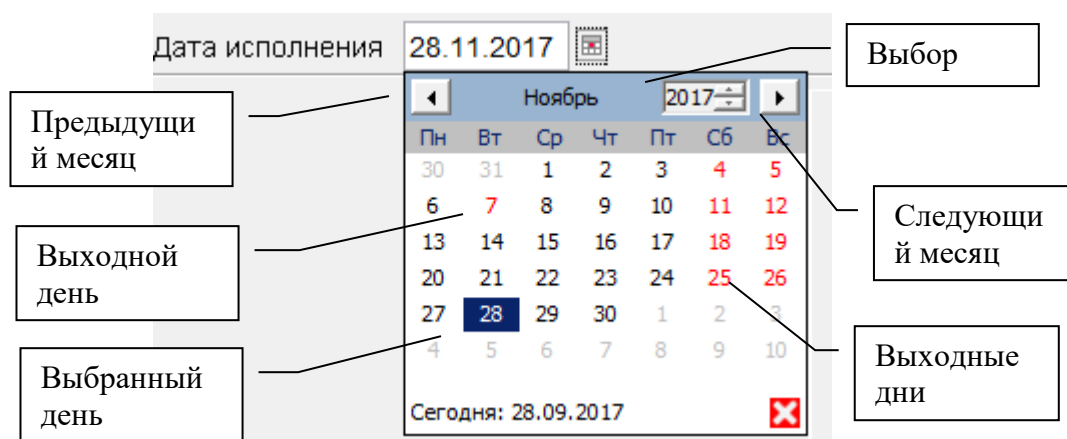 Дата исполнения 28.11.2017
Выбор
Ноябрь 2017
Предыдущи
й месяц
Пн Вт Ср Чт Пт Сб Вс
30 31 1 2 3 4 5
6 7 8 9 10 11 12
Следующи
й месяц
13 14 15 16 17 18 19
Выходной
день
20 21 22 23 24 25 26
27 28 29 30 1 2 3
4 5 6 7 8 9 10
Выходные
дни
Выбранный
день
Сегодня: 28.09.2017